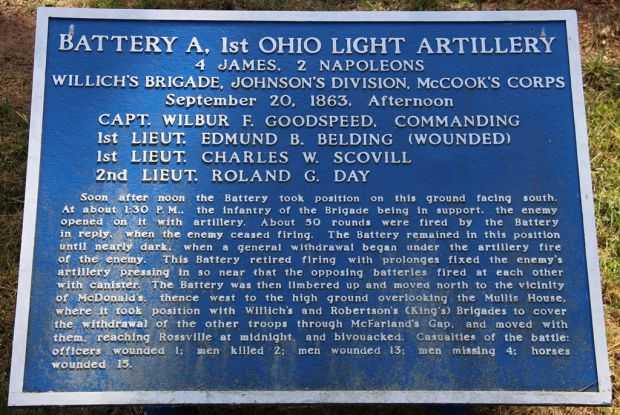 BATTERY A, 1st OHIO LIGHT ARTILLERY
4 JAMES, 2 NAPOLEONS
WILLICH'S BRIGADE, JOHNSON'S DIVISION, McCOOK'S CORPS
September 20, 1863. Afternoon
CAPT. WILBUR F. GOODSPEED, COMMANDING
1st LIEUT. EDMUND B. BELDING (WOUNDED)
1st LIEUT. CHARLES W. SCOVILL
2nd LIEUT. ROLAND G. DAY
Soon after noon the Battery took position on this ground facing south.
At about 1:30 P.M., the infantry of the Brigade being in support, the enemy
opened on it with artillery. About 50 rounds were fired by the Battery
in reply, when the enemy ceased firing. The Battery remained in this position
until nearly dark, when a general withdrawal began under the artillery fire
of the enemy. This Battery retired firing with prolonges fixed the enemy's
artillery pressing in so near that the opposing batteries fired at each other
with canister. The Battery was then limbered up and moved north to the vicinity
of McDonald's, thence west to the high ground overlooking the Mullis House,
where it took position with Willich's and Robertson's (King's) Brigades to cover
the withdrawal of the other troops through McFarland's Gap, and moved with
them, reaching Rossville at midnight, and bivouacked. Casualties of the battle:
officers wounded 1; men killed 2; men wounded 13; men missing 4; horses
wounded 15.